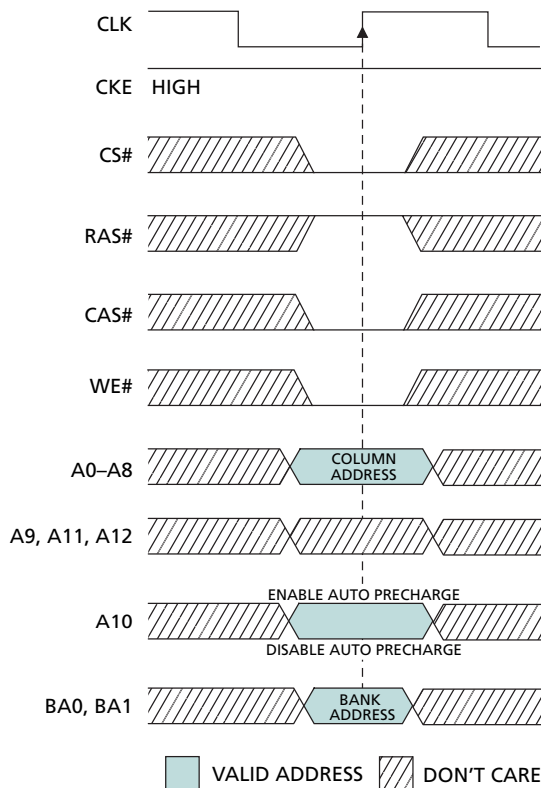 CLK
CKE HIGH
CS#
RAS#
CAS#
WE#
A0–A8
COLUMN
ADDRESS
A9, A11, A12
ENABLE AUTO PRECHARGE
A10
DISABLE AUTO PRECHARGE
BA0, BA1
BANK
ADDRESS
VALID ADDRESS
DON'T CARE